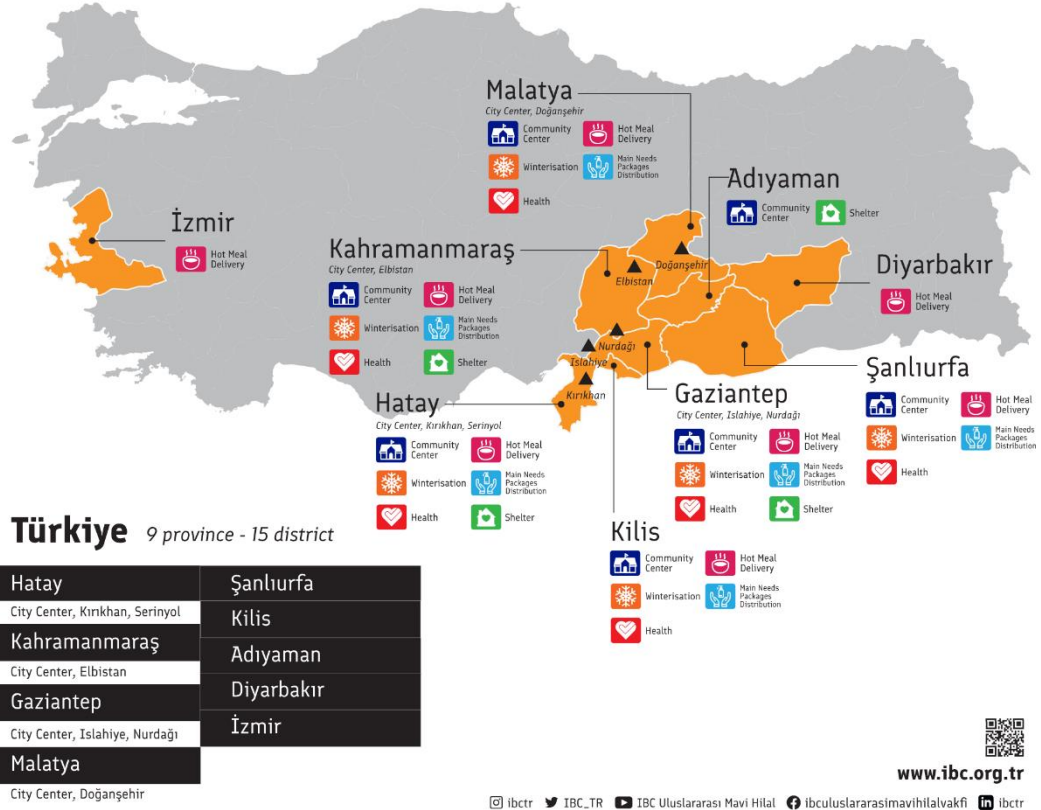 Malatya
City Center, Doğanşehir
Community
Center
Hot Meal
Delivery
Winterisation
Main Needs
Packages
Distribution
Health
Adıyaman
Community
Center
Shelter
İzmir
Hot Meal
Delivery
Kahramanmaraş
City Center, Elbistan
Community
Center
Hot Meal
Delivery
Winterisation
Main Needs
Packages
Distribution
Health
Shelter
Diyarbakır
Hot Meal
Delivery
Doğanşehir
Elbistan
Nurdağı
Islahiye
Kırıkhan
Şanlıurfa
Community
Center
Hot Meal
Delivery
Winterisation
Main Needs
Packages
Distribution
Health
Hatay
City Center, Kırıkhan, Serinyol
Community
Center
Hot Meal
Delivery
Winterisation
Main Needs
Packages
Distribution
Health
Shelter
Gaziantep
City Center, Islahiye, Nurdağı
Community
Center
Hot Meal
Delivery
Winterisation
Main Needs
Packages
Distribution
Health
Shelter
Kilis
Community
Center
Hot Meal
Delivery
Winterisation
Main Needs
Packages
Distribution
Health
Türkiye 9 province - 15 district
Hatay
City Center, Kırıkhan, Serinyol
Kahramanmaraş
City Center, Elbistan
Gaziantep
City Center, Islahiye, Nurdağı
Malatya
City Center, Doğanşehir
Şanlıurfa
Kilis
Adıyaman
Diyarbakır
İzmir
www.ibc.org.tr
ibctr IBC_TR IBC Uluslararası Mavi Hilal ibculuslararasimavihilalvakfi ibctr